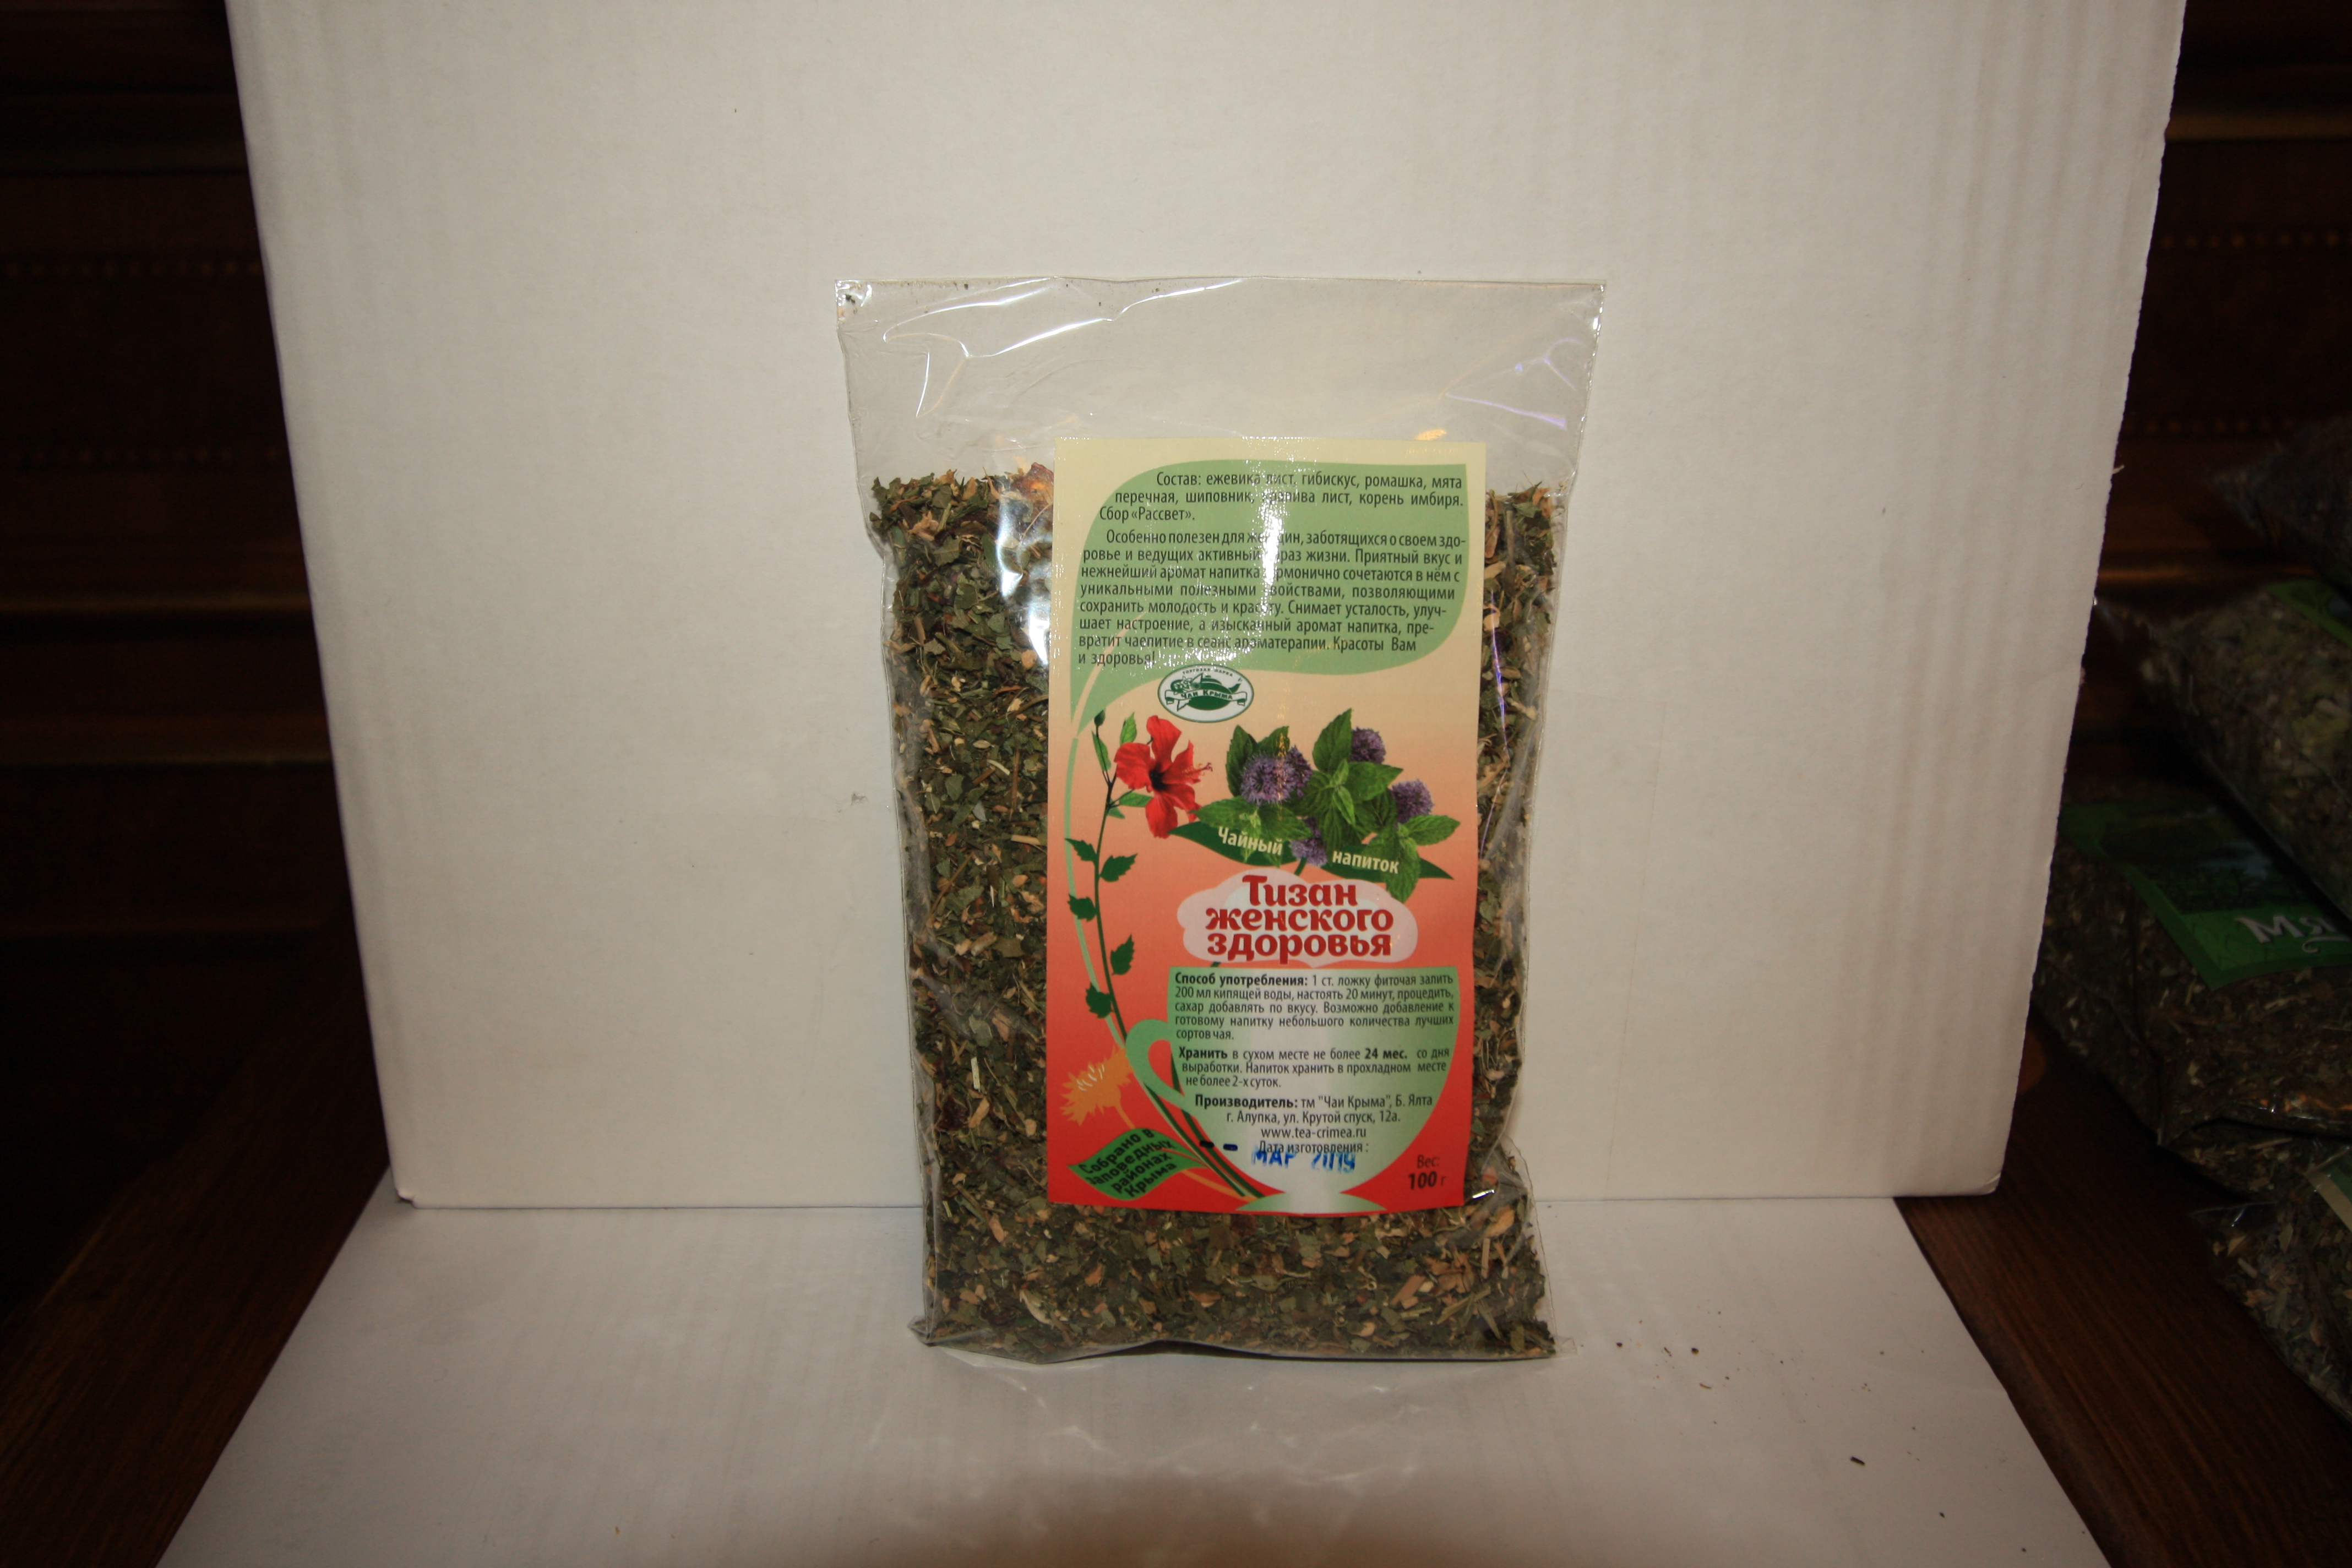 Состав: ежевика лист, гибискус, ромашка, мята
перечная, шиповник, лист, корень имбиря.
Сбор «Рассвет».
Особенно полезен для женщин, заботящихся о своем здо-
ровье и ведущих активный образ жизни. Приятный вкус и
нежнейший аромат напитка гармонично сочетаются в нём с
уникальными полезными свойствами, позволяющими
сохранить молодость и красоту. Снимает усталость, улуч-
шает настроение, а изысканный аромат напитка, пре-
вратит чаепитие в сеанс ароматерапии. Красоты Вам
и здоровья!
Чаи Крыма
Чайный напиток
Тизан
женского
здоровья
Способ употребления: 1 ст. ложку фиточая залить
200 мл кипящей воды, настоять 20 минут, процедить,
сахар добавлять по вкусу. Возможно добавление к
готовому напитку небольшого количества лучших
сортов чая.
Хранить в сухом месте не более 24 мес. со дня
выработки. Напиток хранить в прохладном месте
не более 2-х суток.
Производитель: тм "Чаи Крыма", Б. Ялта
г. Алупка, ул. Крутой спуск, 12а.
www.tea-crimea.ru
Дата изготовления :
МАР 2019
Собрано в
заповедных
районах
Крыма
Вес:
100 г
Мя